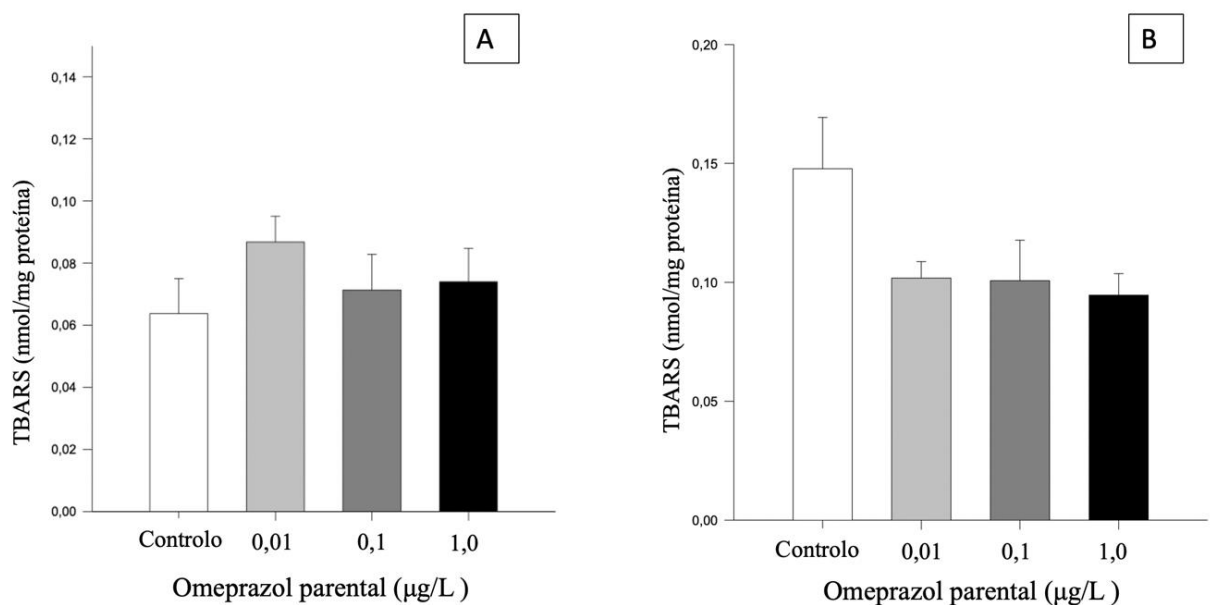 A
0,14
0,12
0,10
0,08
0,06
0,04
0,02
0,00
TBARS (nmol/mg proteína)
Controlo 0,01 0,1 1,0
Omeprazol parental (µg/L )
B
0,20
0,15
0,10
0,05
0,00
TBARS (nmol/mg proteína)
Controlo 0,01 0,1 1,0
Omeprazol parental (µg/L )